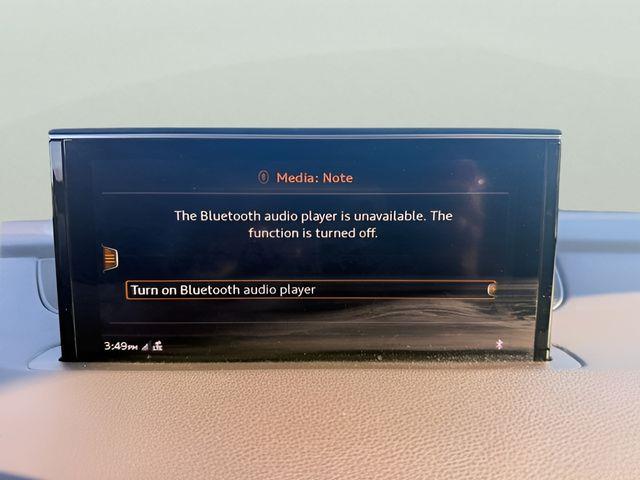 Media: Note
The Bluetooth audio player is unavailable. The
function is turned off.
Turn on Bluetooth audio player
3:49PM LTE